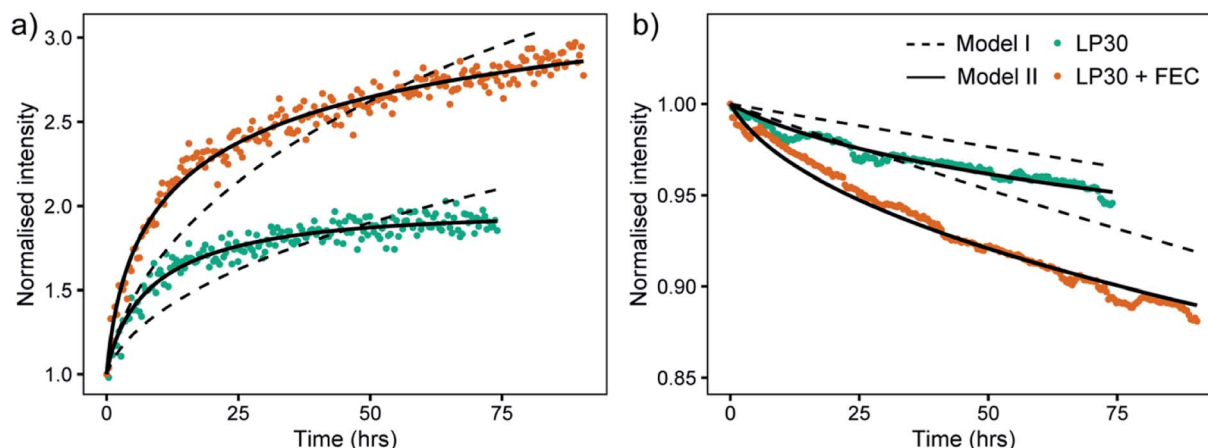 a)
Normalised intensity
3.0
2.5
2.0
1.5
1.0
0
25
50
75
Time (hrs)
b)
Normalised intensity
1.00
0.95
0.90
0.85
0
25
50
75
Time (hrs)
Model I LP30
Model II LP30 + FEC